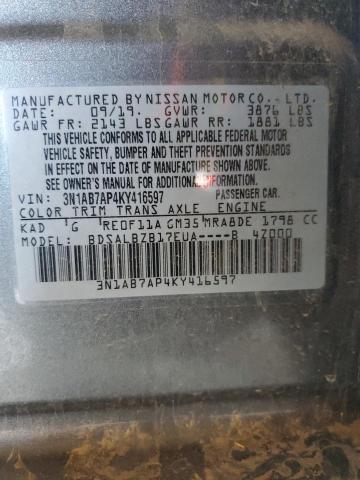 MANUFACTURED BY NISSAN MOTOR CO., LTD.
DATE: 09/19. GVWR: 3876 LBS
GAWR FR: 2143 LBS GAWR RR: 1881 LBS
THIS VEHICLE CONFORMS TO ALL APPLICABLE FEDERAL MOTOR
VEHICLE SAFETY, BUMPER AND THEFT PREVENTION STANDARDS
IN EFFECT ON THE DATE OF MANUFACTURE SHOWN ABOVE.
SEE OWNER'S MANUAL FOR ADDITIONAL INFORMATION.
VIN: 3N1AB7AP4KY416597 PASSENGER CAR.
COLOR TRIM TRANS AXLE ENGINE
KAD G RE0F11A GM35 MRA8DE 1798 CC
MODEL: BDSALBZB17EUA----B 4Z000
3N1AB7AP4KY416597